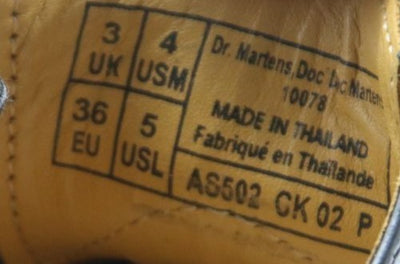 3 UK
4 USM
36 EU
5 USL
Dr. Martens, Doc Martens
10078
MADE IN THAILAND
Fabriqué en Thaïlande
AS502 CK 02 P